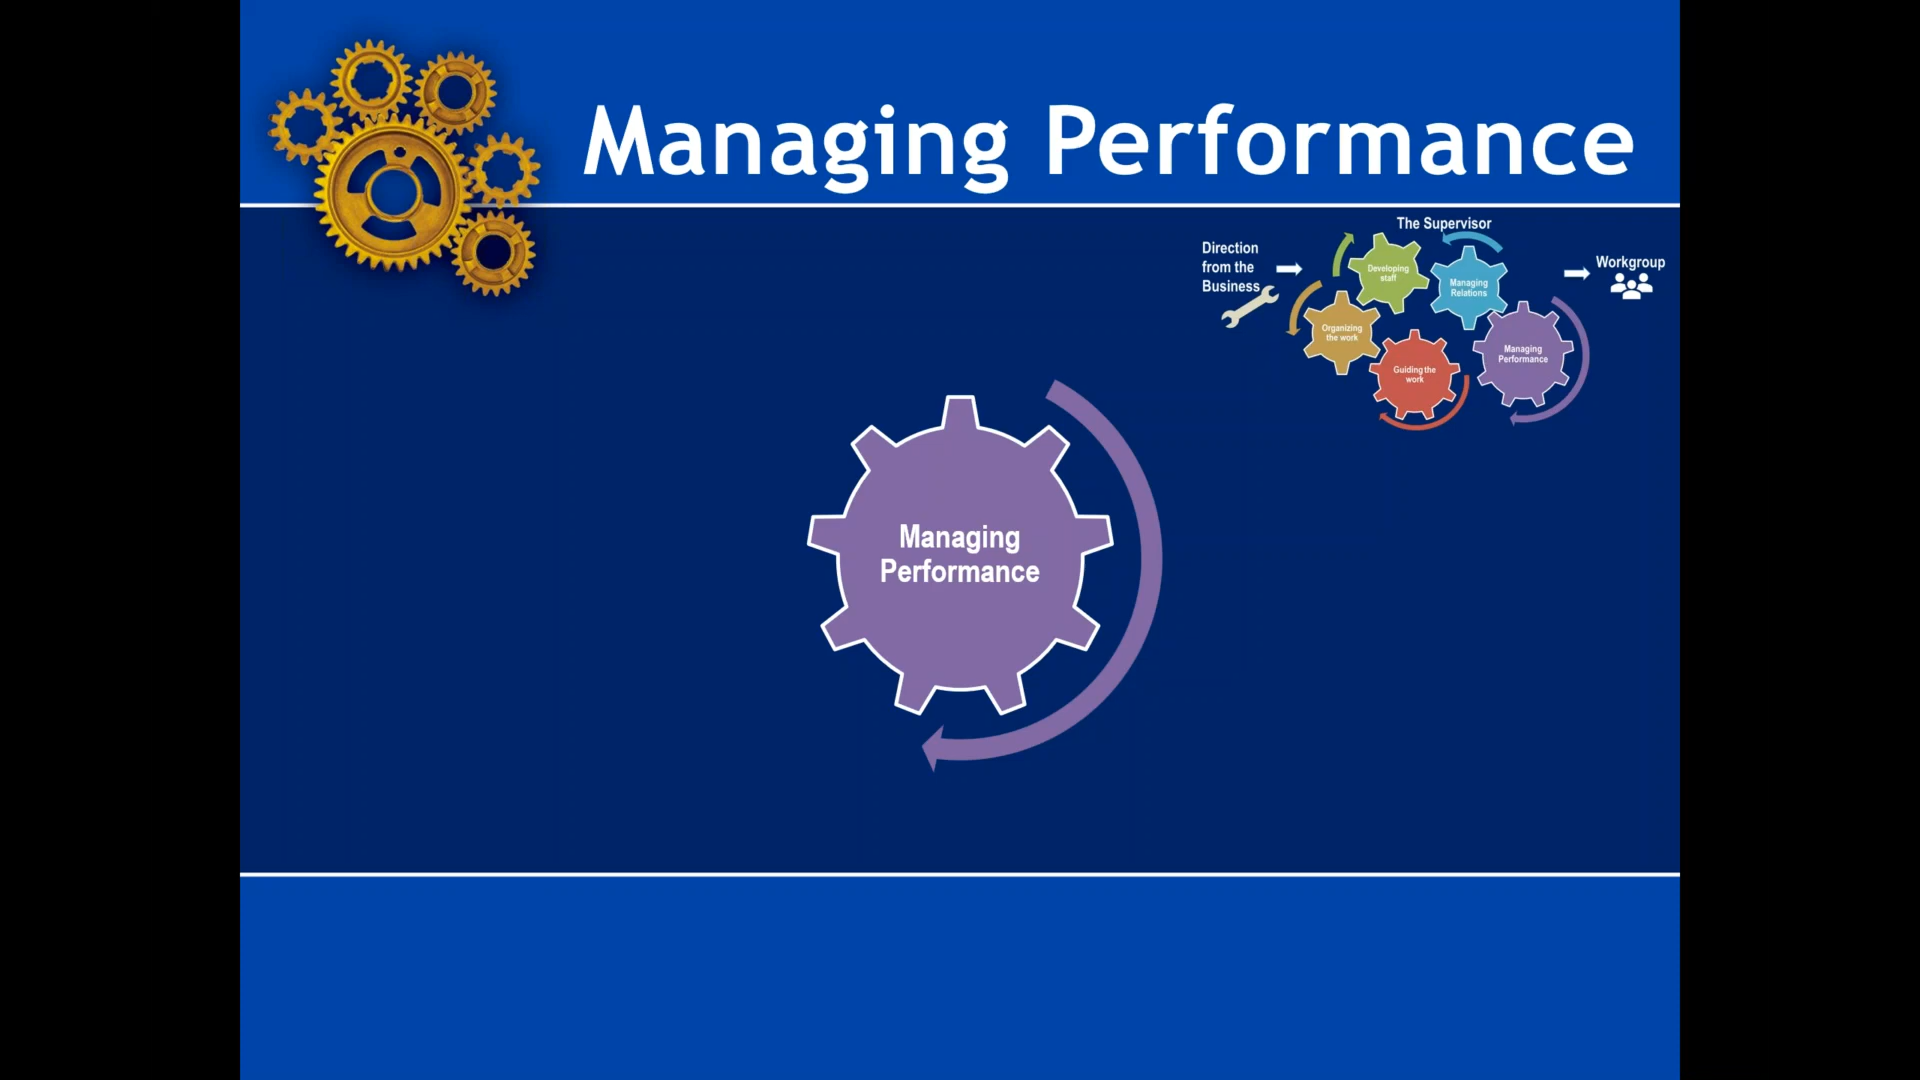 Managing Performance
The Supervisor
Direction
from the
Business
Workgroup
Developing
staff
Managing
Relations
Organizing
the work
Guiding the
work
Managing
Performance
Managing
Performance